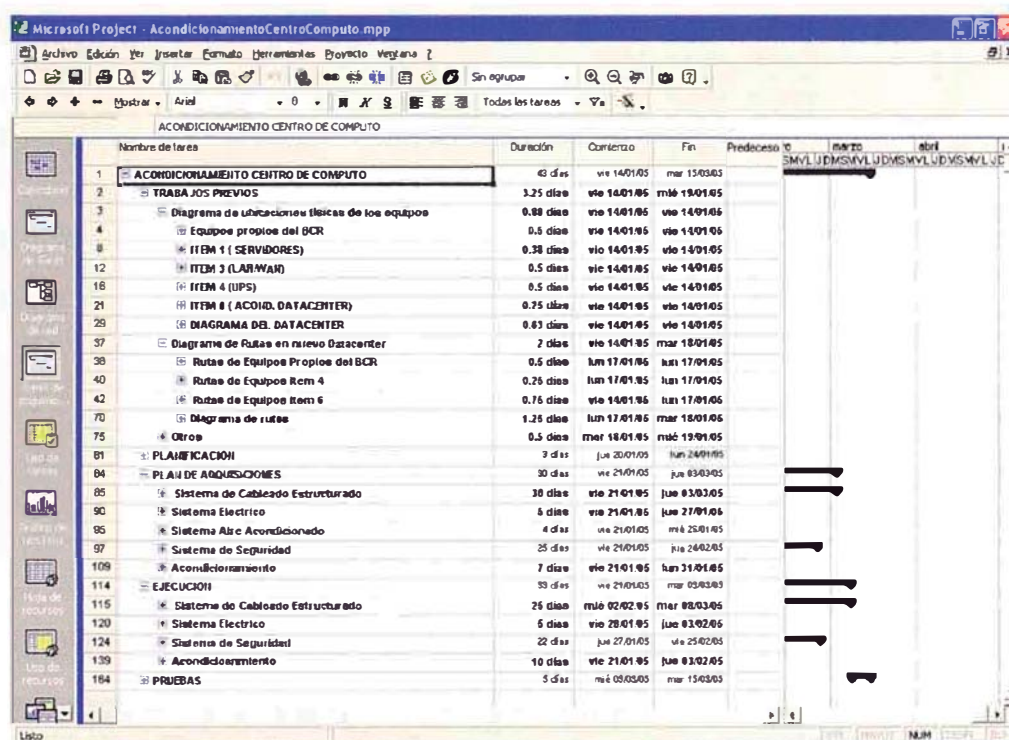 Microsoft Project - AcondicionamientoCentroComputo.mpp
Archivo Edición Ver Insertar Formato Herramientas Proyecto Ventana ?
Sin agrupar
Mostrar Arial 8 N K S Todas las tareas
ACONDICIONAMIENTO CENTRO DE COMPUTO
Nombre de tarea Duración Comienzo Fin Predeceso marzo abril
1 ACONDICIONAMIENTO CENTRO DE COMPUTO 43 días vie 14/01/05 mar 15/03/05
2 TRABAJOS PREVIOS 3.25 días vie 14/01/05 mié 19/01/05
3 Diagrama de ubicaciones físicas de los equipos 0.88 días vie 14/01/05 vie 14/01/05
4 Equipos propios del BCR 0.5 días vie 14/01/05 vie 14/01/05
8 ITEM 1 ( SERVIDORES) 0.38 días vie 14/01/05 vie 14/01/05
12 ITEM 3 (LAN/WAN) 0.5 días vie 14/01/05 vie 14/01/05
16 ITEM 4 (UPS) 0.5 días vie 14/01/05 vie 14/01/05
21 ITEM 6 ( ACOND. DATACENTER) 0.75 días vie 14/01/05 vie 14/01/05
29 DIAGRAMA DEL DATACENTER 0.63 días vie 14/01/05 vie 14/01/05
37 Diagrama de Rutas en nuevo Datacenter 2 días vie 14/01/05 mar 18/01/05
38 Rutas de Equipos Propios del BCR 0.5 días lun 17/01/05 lun 17/01/05
40 Rutas de Equipos Item 4 0.25 días lun 17/01/05 lun 17/01/05
42 Rutas de Equipos Item 6 0.75 días vie 14/01/05 lun 17/01/05
70 Diagrama de rutas 1.25 días lun 17/01/05 mar 18/01/05
75 Otros 0.5 días mar 18/01/05 mié 19/01/05
81 PLANIFICACIÓN 3 días jue 20/01/05 lun 24/01/05
84 PLAN DE ADQUISICIONES 30 días vie 21/01/05 jue 03/03/05
85 Sistema de Cableado Estructurado 30 días vie 21/01/05 jue 03/03/05
90 Sistema Electrico 5 días vie 21/01/05 jue 27/01/05
95 Sistema Aire Acondicionado 4 días vie 21/01/05 mié 26/01/05
97 Sistema de Seguridad 25 días vie 21/01/05 jue 24/02/05
109 Acondicionamiento 7 días vie 21/01/05 lun 31/01/05
114 EJECUCIÓN 33 días vie 21/01/05 mar 08/03/05
115 Sistema de Cableado Estructurado 25 días mié 02/02/05 mar 08/03/05
120 Sistema Electrico 5 días vie 28/01/05 jue 03/02/05
124 Sistema de Seguridad 22 días jue 27/01/05 vie 25/02/05
139 Acondicionamiento 10 días vie 21/01/05 jue 03/02/05
164 PRUEBAS 5 días mié 09/03/05 mar 15/03/05
Listo NUM